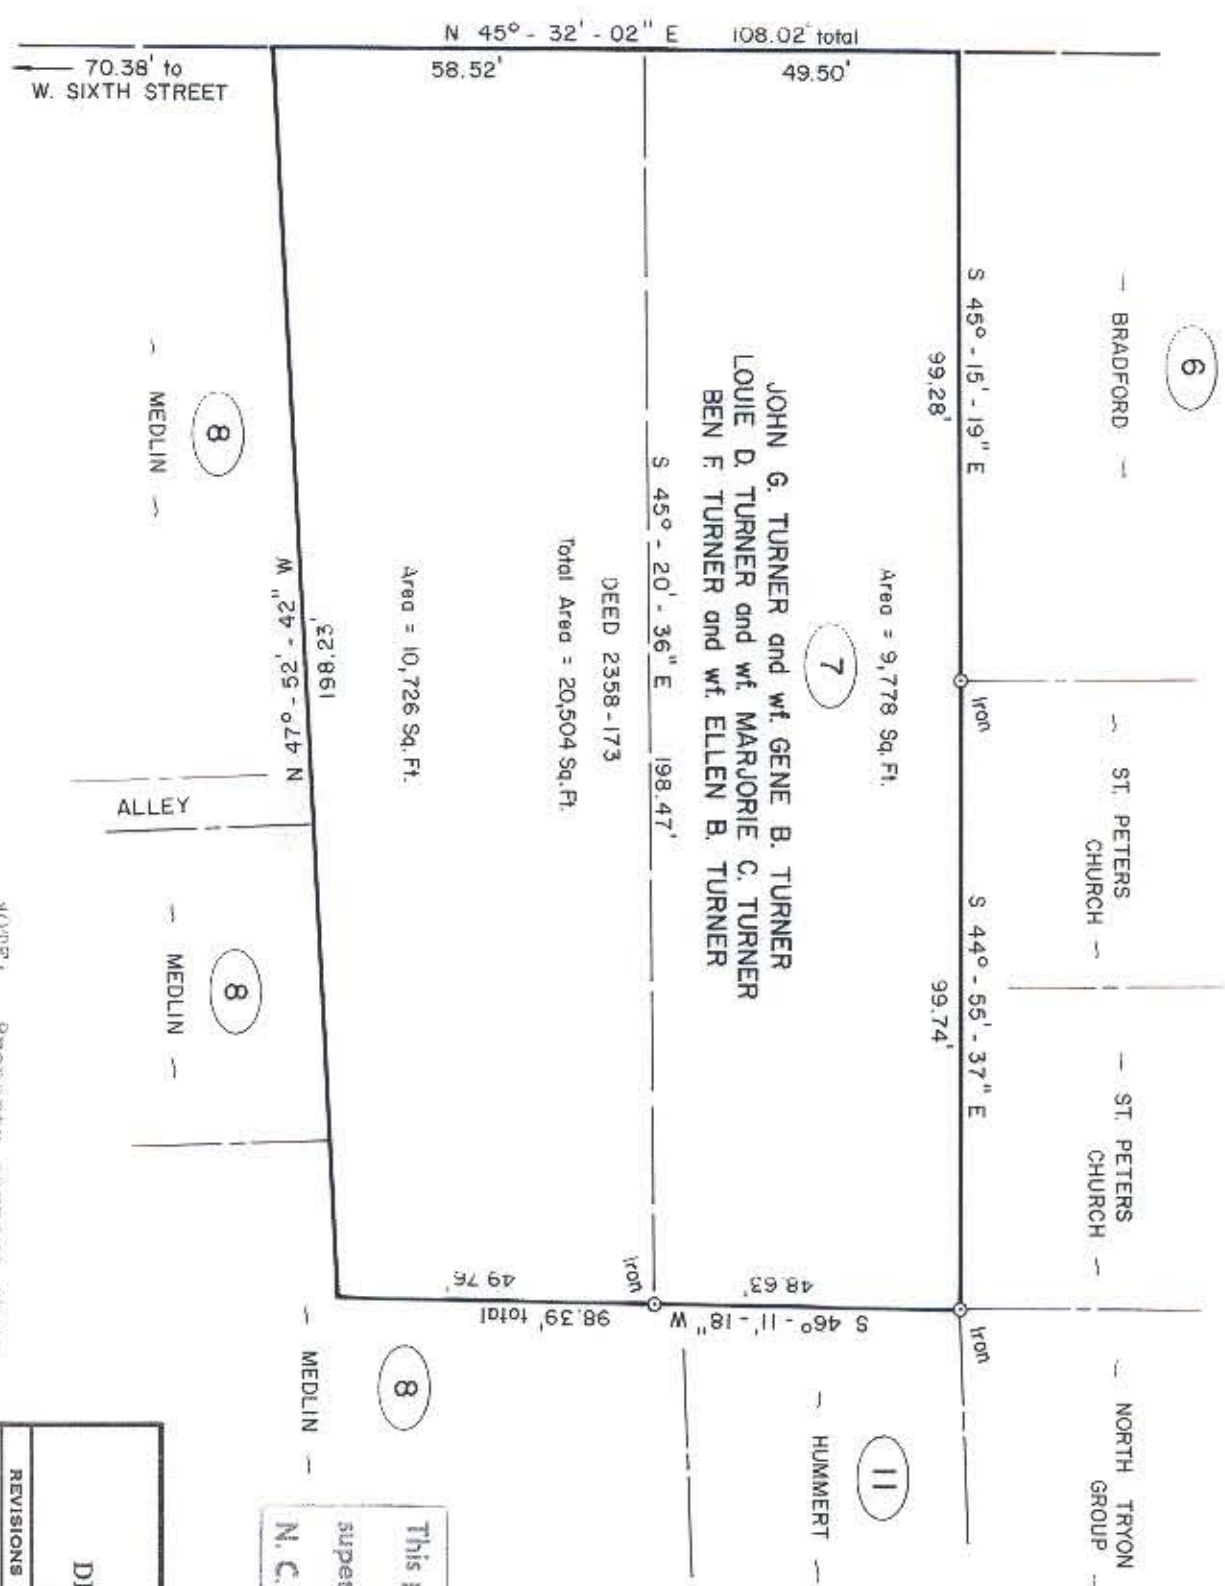 N 45° - 32' - 02" E 108.02' total
58.52'
49.50'
70.38' to
W. SIXTH STREET
6
— BRADFORD —
S 45° - 15' - 19" E
99.28'
Iron
— ST. PETERS
CHURCH —
S 44° - 55' - 37" E
99.74'
— ST. PETERS
CHURCH —
Iron
— NORTH TRYON
GROUP —
Area = 9,778 Sq. Ft.
7
JOHN G. TURNER and wf. GENE B. TURNER
LOUIE D. TURNER and wf. MARJORIE C. TURNER
BEN F. TURNER and wf. ELLEN B. TURNER
S 45° - 20' - 36" E 198.47'
DEED 2358-173
Total Area = 20,504 Sq. Ft.
Area = 10,726 Sq. Ft.
198.23'
N 47° - 52' - 42" W
8
— MEDLIN —
ALLEY
8
— MEDLIN —
Iron
48.63'
49.76'
S 46° - 11' - 18" W
98.39' total
11
— HUMMERT —
8
— MEDLIN —
This
N. C.
REVISIONS